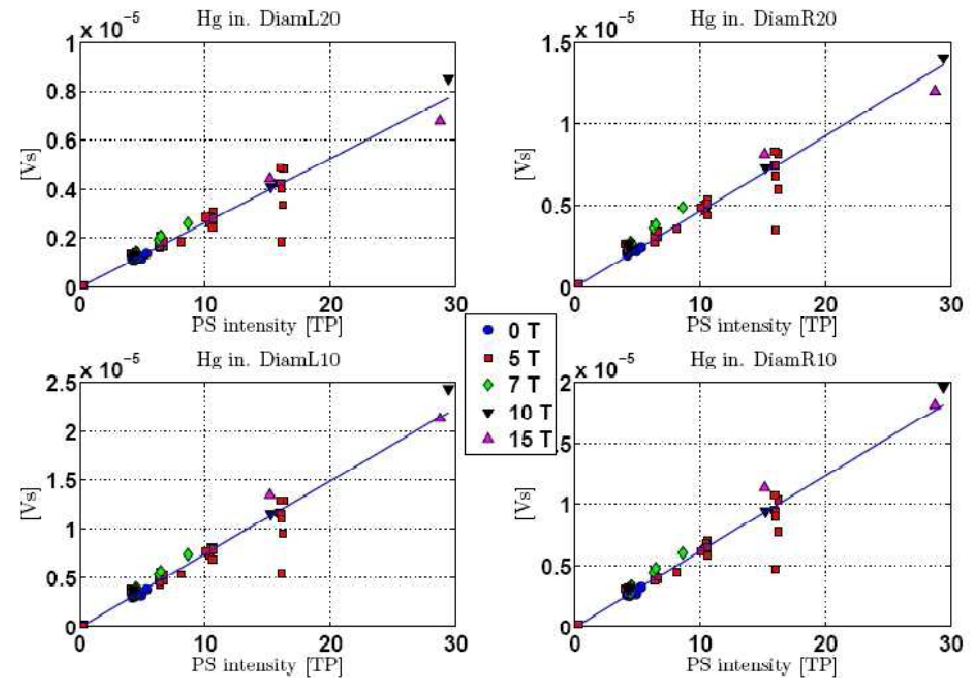 Hg in. DiamL20
x 10⁻⁵
1
0.8
0.6
0.4
0.2
0
[Vs]
0 10 20 30
PS intensity [TP]
Hg in. DiamR20
x 10⁻⁵
1.5
1
0.5
0
[Vs]
0 10 20 30
PS intensity [TP]
0 T
5 T
7 T
10 T
15 T
Hg in. DiamL10
x 10⁻⁵
2.5
2
1.5
1
0.5
0
[Vs]
0 10 20 30
PS intensity [TP]
Hg in. DiamR10
x 10⁻⁵
2
1.5
1
0.5
0
[Vs]
0 10 20 30
PS intensity [TP]